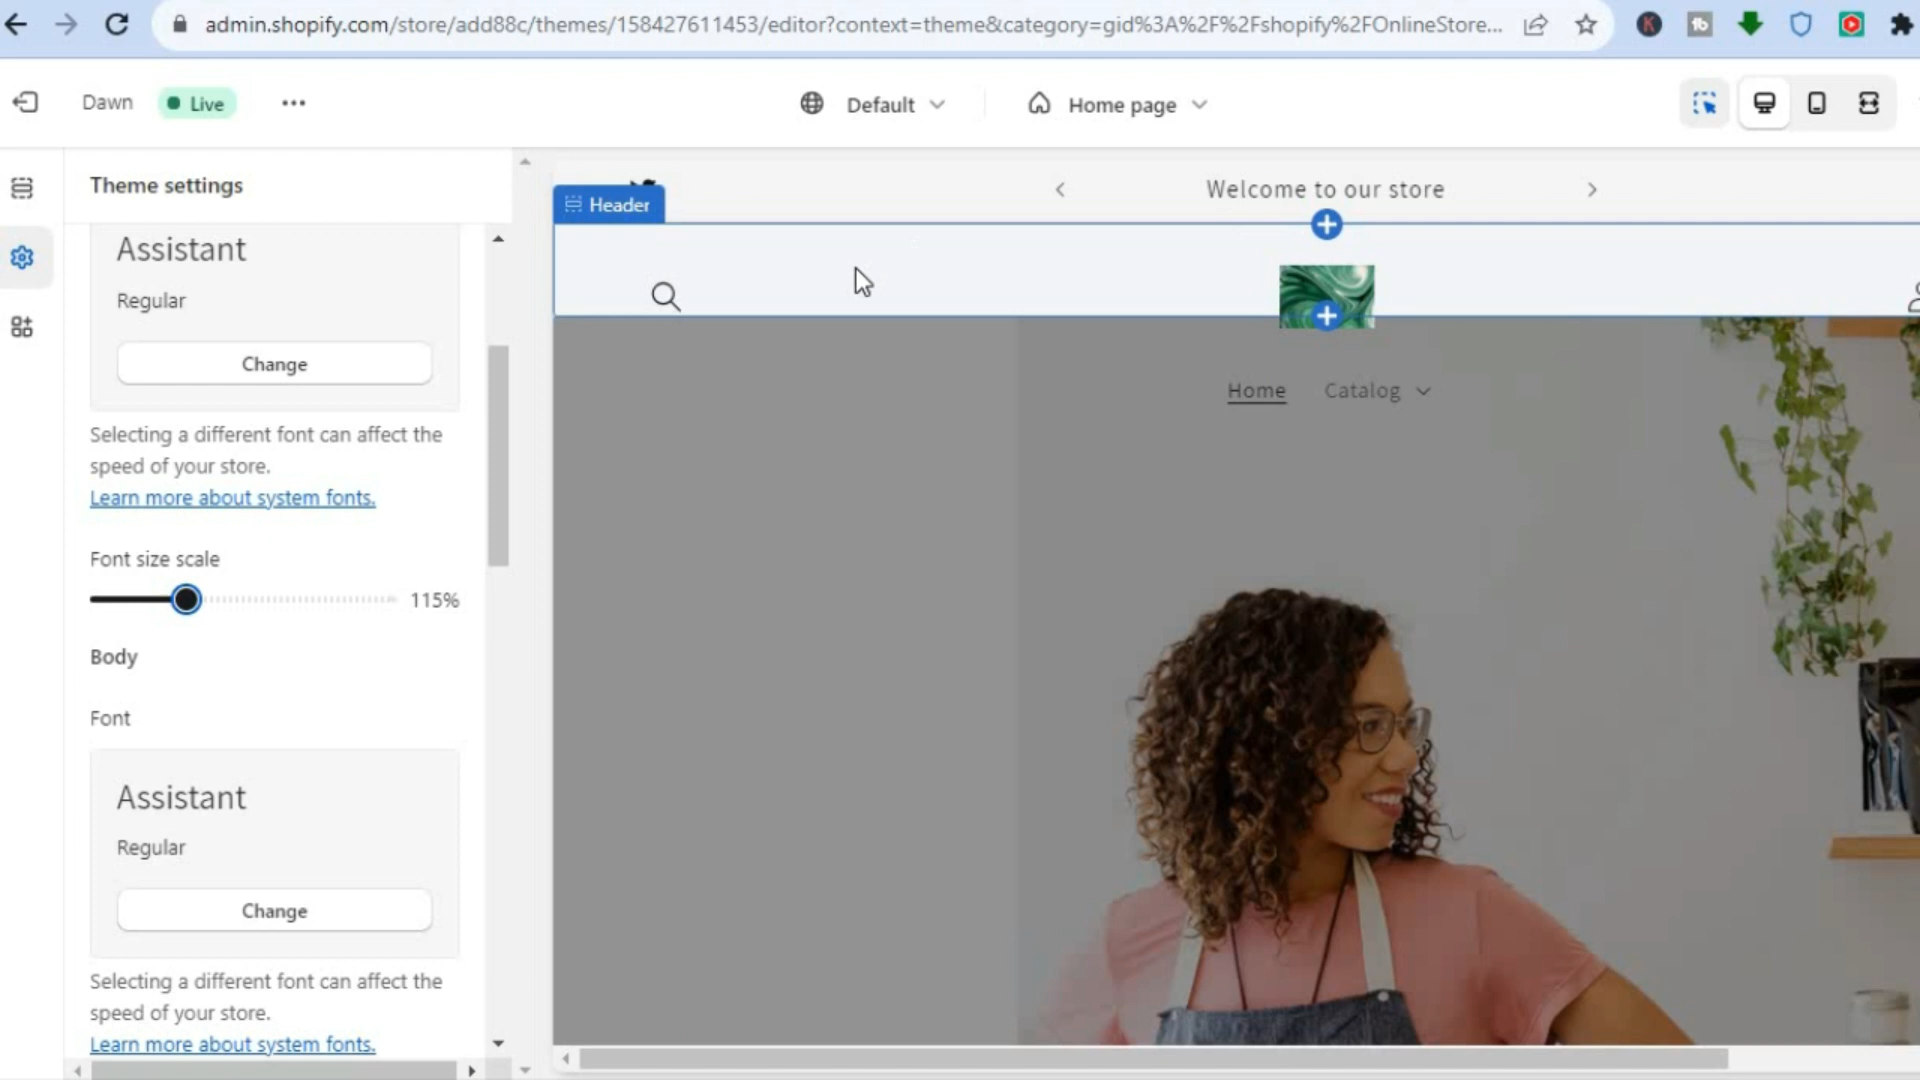 admin.shopify.com/store/add88c/themes/158427611453/editor?context=theme&category=gid%3A%2F%2Fshopify%2FOnlineStore...
Dawn
Live
Default
Home page
Theme settings
Assistant
Regular
Change
Selecting a different font can affect the
speed of your store.
Learn more about system fonts.
Font size scale
115%
Body
Font
Assistant
Regular
Change
Selecting a different font can affect the
speed of your store.
Learn more about system fonts.
Welcome to our store
Header
Home
Catalog
K
tb